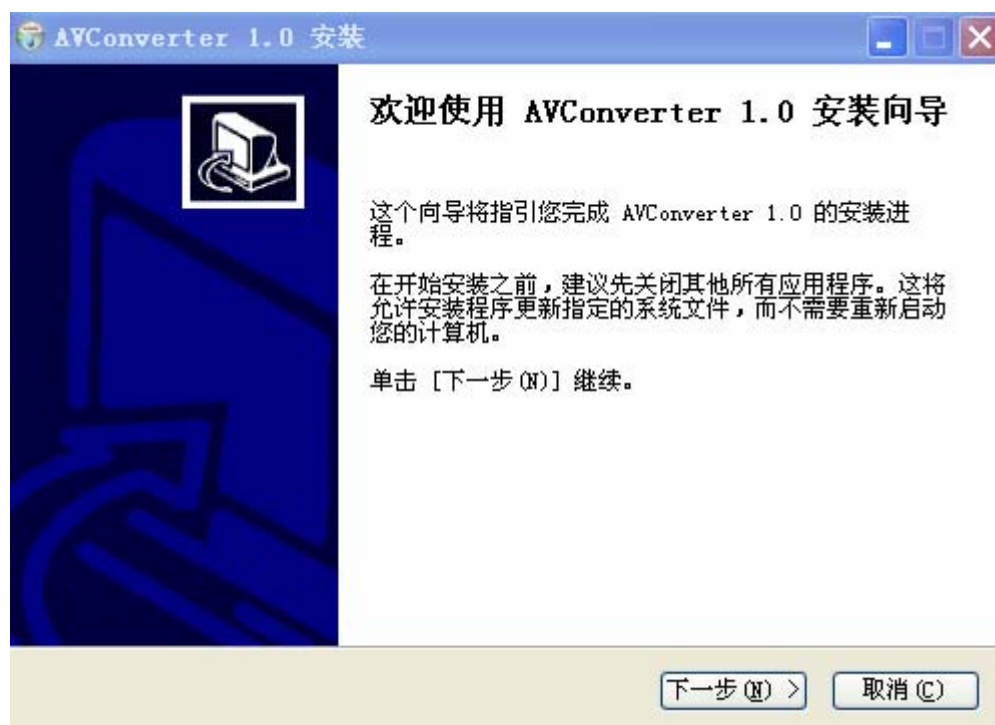 AVConverter 1.0 安装
欢迎使用 AVConverter 1.0 安装向导
这个向导将指引您完成 AVConverter 1.0 的安装进
程。
在开始安装之前，建议先关闭其他所有应用程序。这将
允许安装程序更新指定的系统文件，而不需要重新启动
您的计算机。
单击 [下一步(N)] 继续。
下一步(N) >
取消(C)